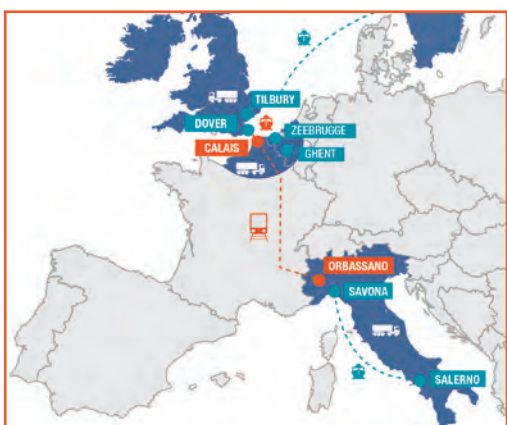 TILBURY
DOVER
ZEEBRUGGE
CALAIS
GHENT
ORBASSANO
SAVONA
SALERNO